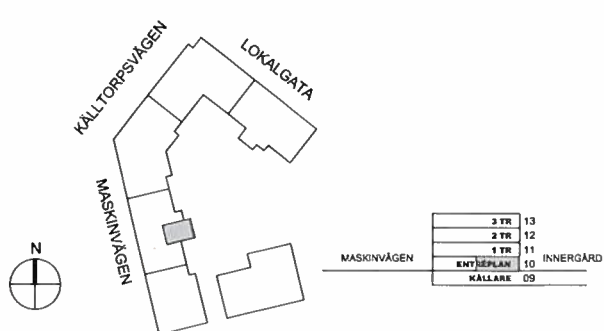 KÄLLTORPSVÄGEN
LOKALGATA
MASKINVÄGEN
N
3 TR 13
2 TR 12
1 TR 11
MASKINVÄGEN ENTRÉPLAN 10 INNERGÅRD
KÄLLARE 09